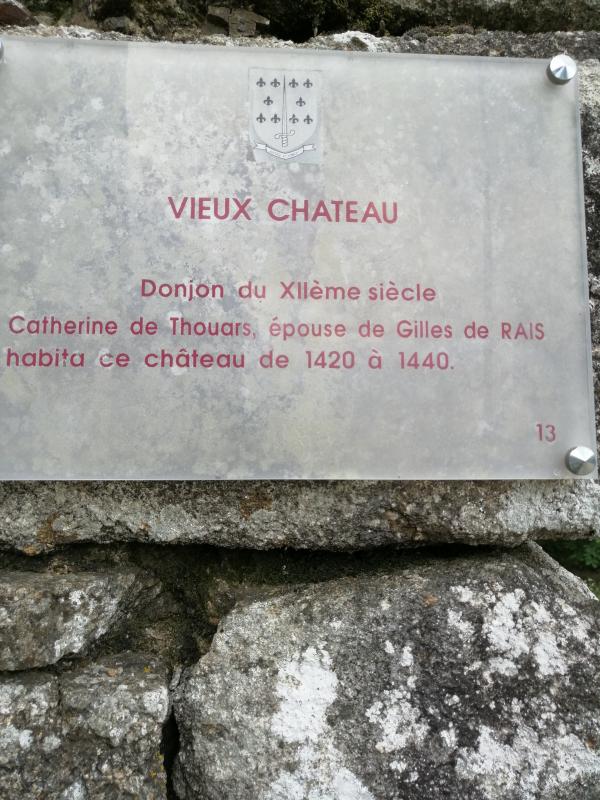 VIEUX CHATEAU
Donjon du XIIème siècle
Catherine de Thouars, épouse de Gilles de RAIS
habita ce château de 1420 à 1440.
13